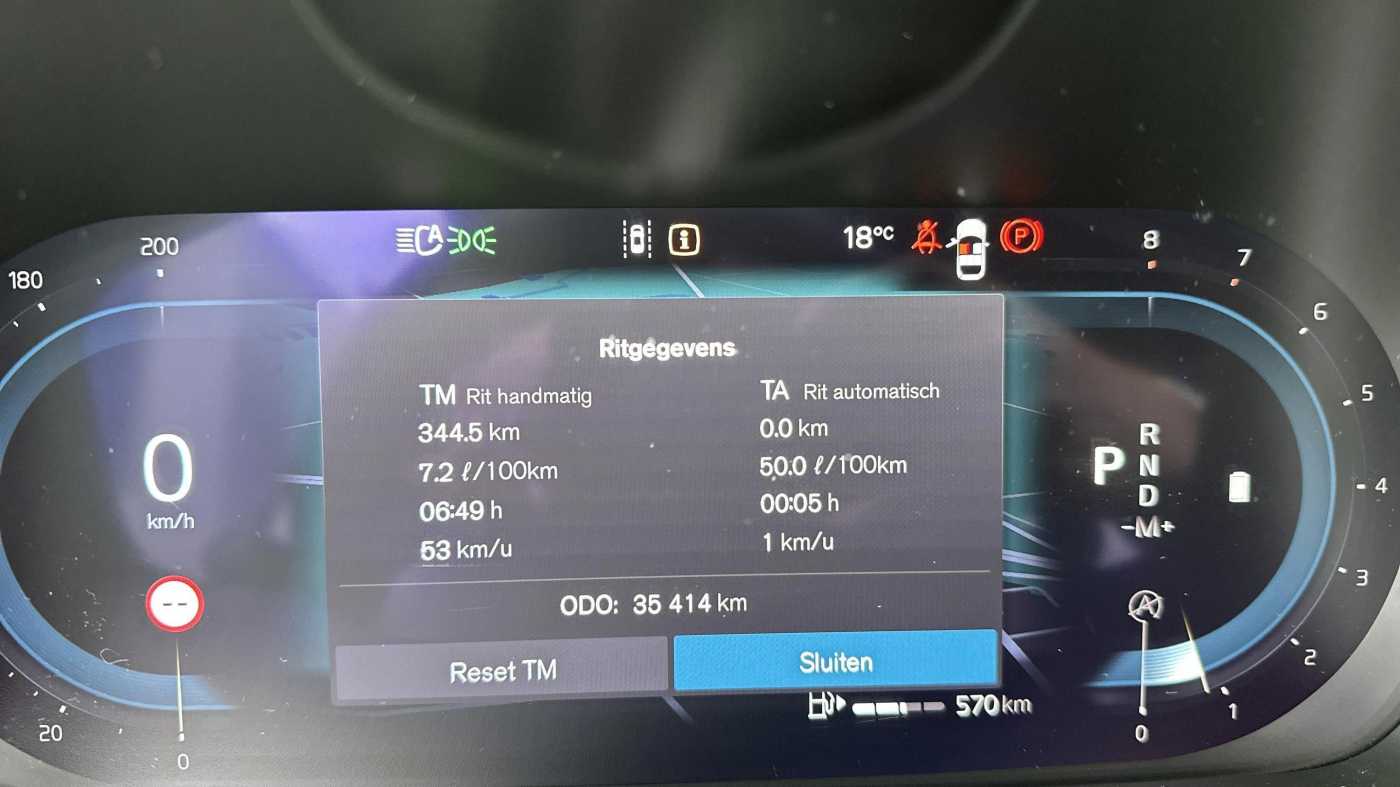 180
200
A
i
18°C
P
8
7
6
5
4
3
2
1
0
Ritgegevens
TM Rit handmatig
344.5 km
7.2 ℓ/100km
06:49 h
53 km/u
TA Rit automatisch
0.0 km
50.0 ℓ/100km
00:05 h
1 km/u
ODO: 35 414 km
Reset TM
Sluiten
0
km/h
--
20
0
P
R
N
D
-M+
A
570 km